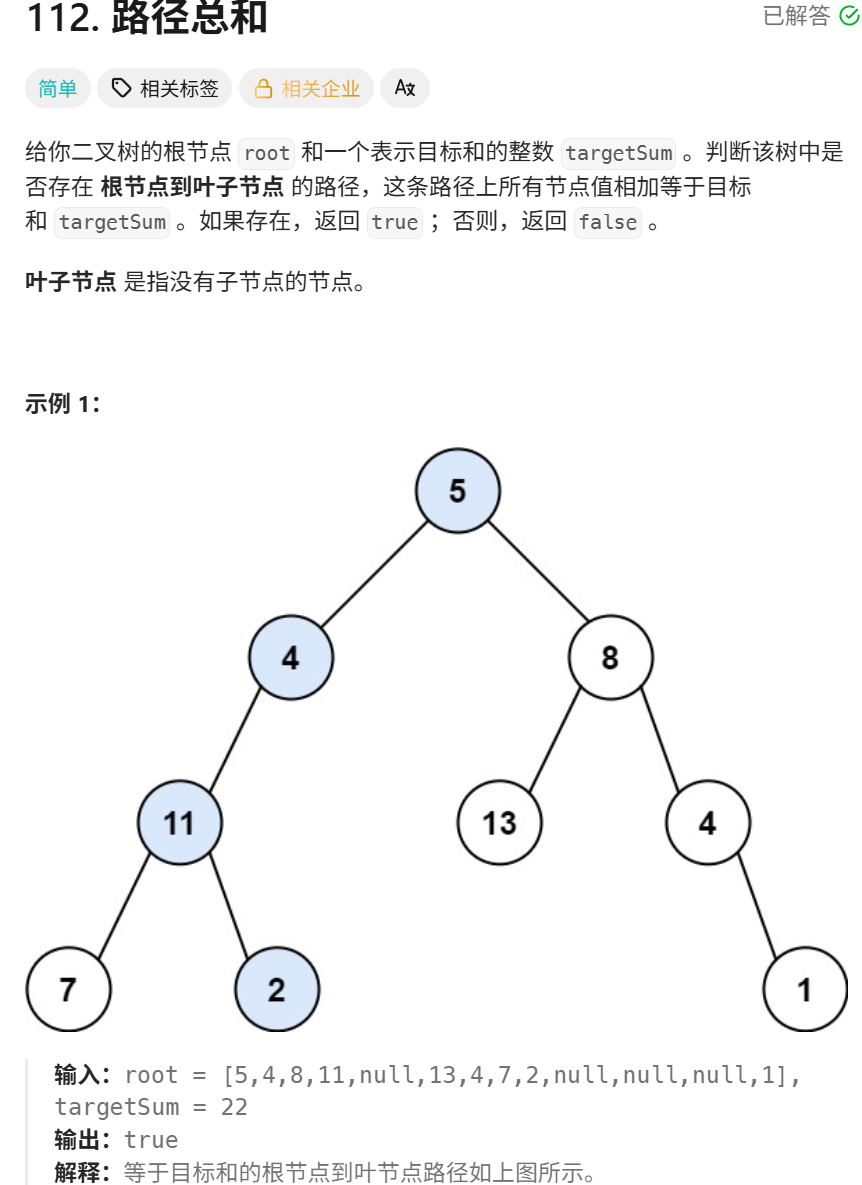 112. 路径总和
已解答
简单 相关标签 相关企业 Ax
给你二叉树的根节点 root 和一个表示目标和的整数 targetSum 。判断该树中是
否存在 根节点到叶子节点 的路径，这条路径上所有节点值相加等于目标
和 targetSum 。如果存在，返回 true ；否则，返回 false 。
叶子节点 是指没有子节点的节点。
示例 1：
5
4 8
11 13 4
7 2 1
输入：root = [5,4,8,11,null,13,4,7,2,null,null,null,1],
targetSum = 22
输出：true
解释：等于目标和的根节点到叶节点路径如上图所示。